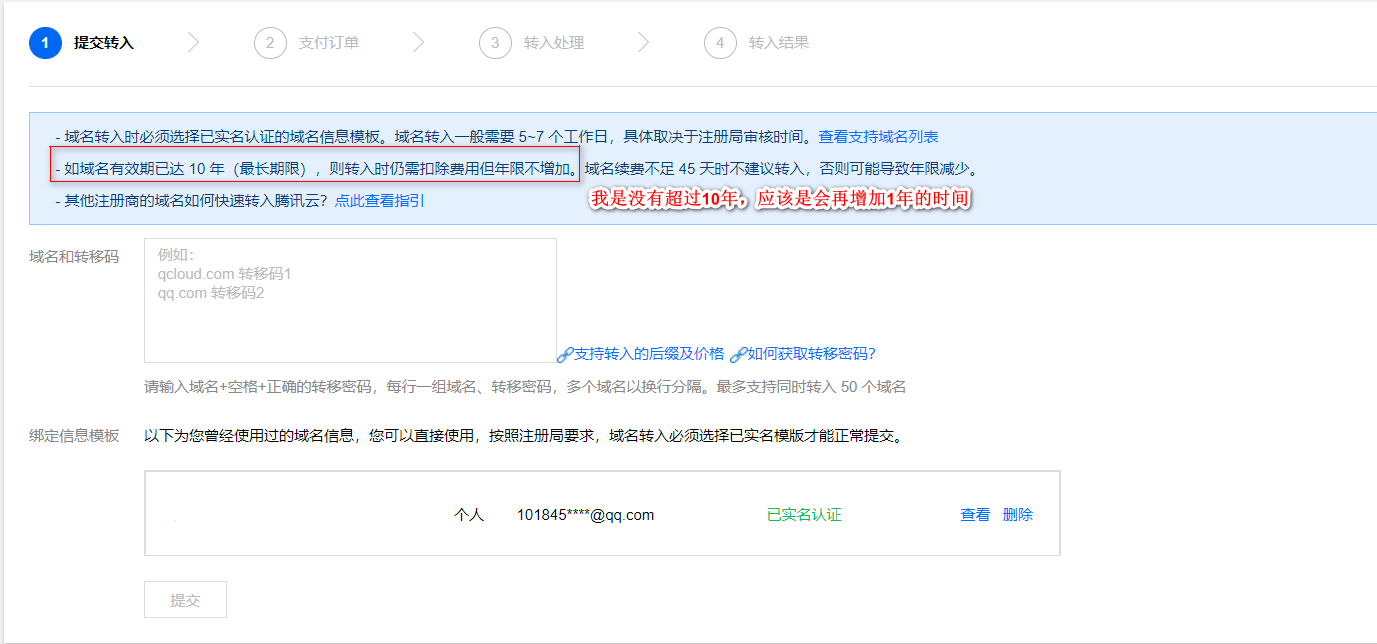 1 提交转入 2 支付订单 3 转入处理 4 转入结果
- 域名转入时必须选择已实名认证的域名信息模板。域名转入一般需要 5~7 个工作日，具体取决于注册局审核时间。查看支持域名列表
- 如域名有效期已达 10 年（最长期限），则转入时仍需扣除费用但年限不增加。域名续费不足 45 天时不建议转入，否则可能导致年限减少。
- 其他注册商的域名如何快速转入腾讯云？点此查看指引
我是没有超过10年，应该是会再增加1年的时间
域名和转移码
例如：
qcloud.com 转移码1
qq.com 转移码2
支持转入的后缀及价格 如何获取转移密码？
请输入域名+空格+正确的转移密码，每行一组域名、转移密码，多个域名以换行分隔。最多支持同时转入 50 个域名
绑定信息模板 以下为您曾经使用过的域名信息，您可以直接使用，按照注册局要求，域名转入必须选择已实名模版才能正常提交。
个人 101845****@qq.com 已实名认证 查看 删除
提交